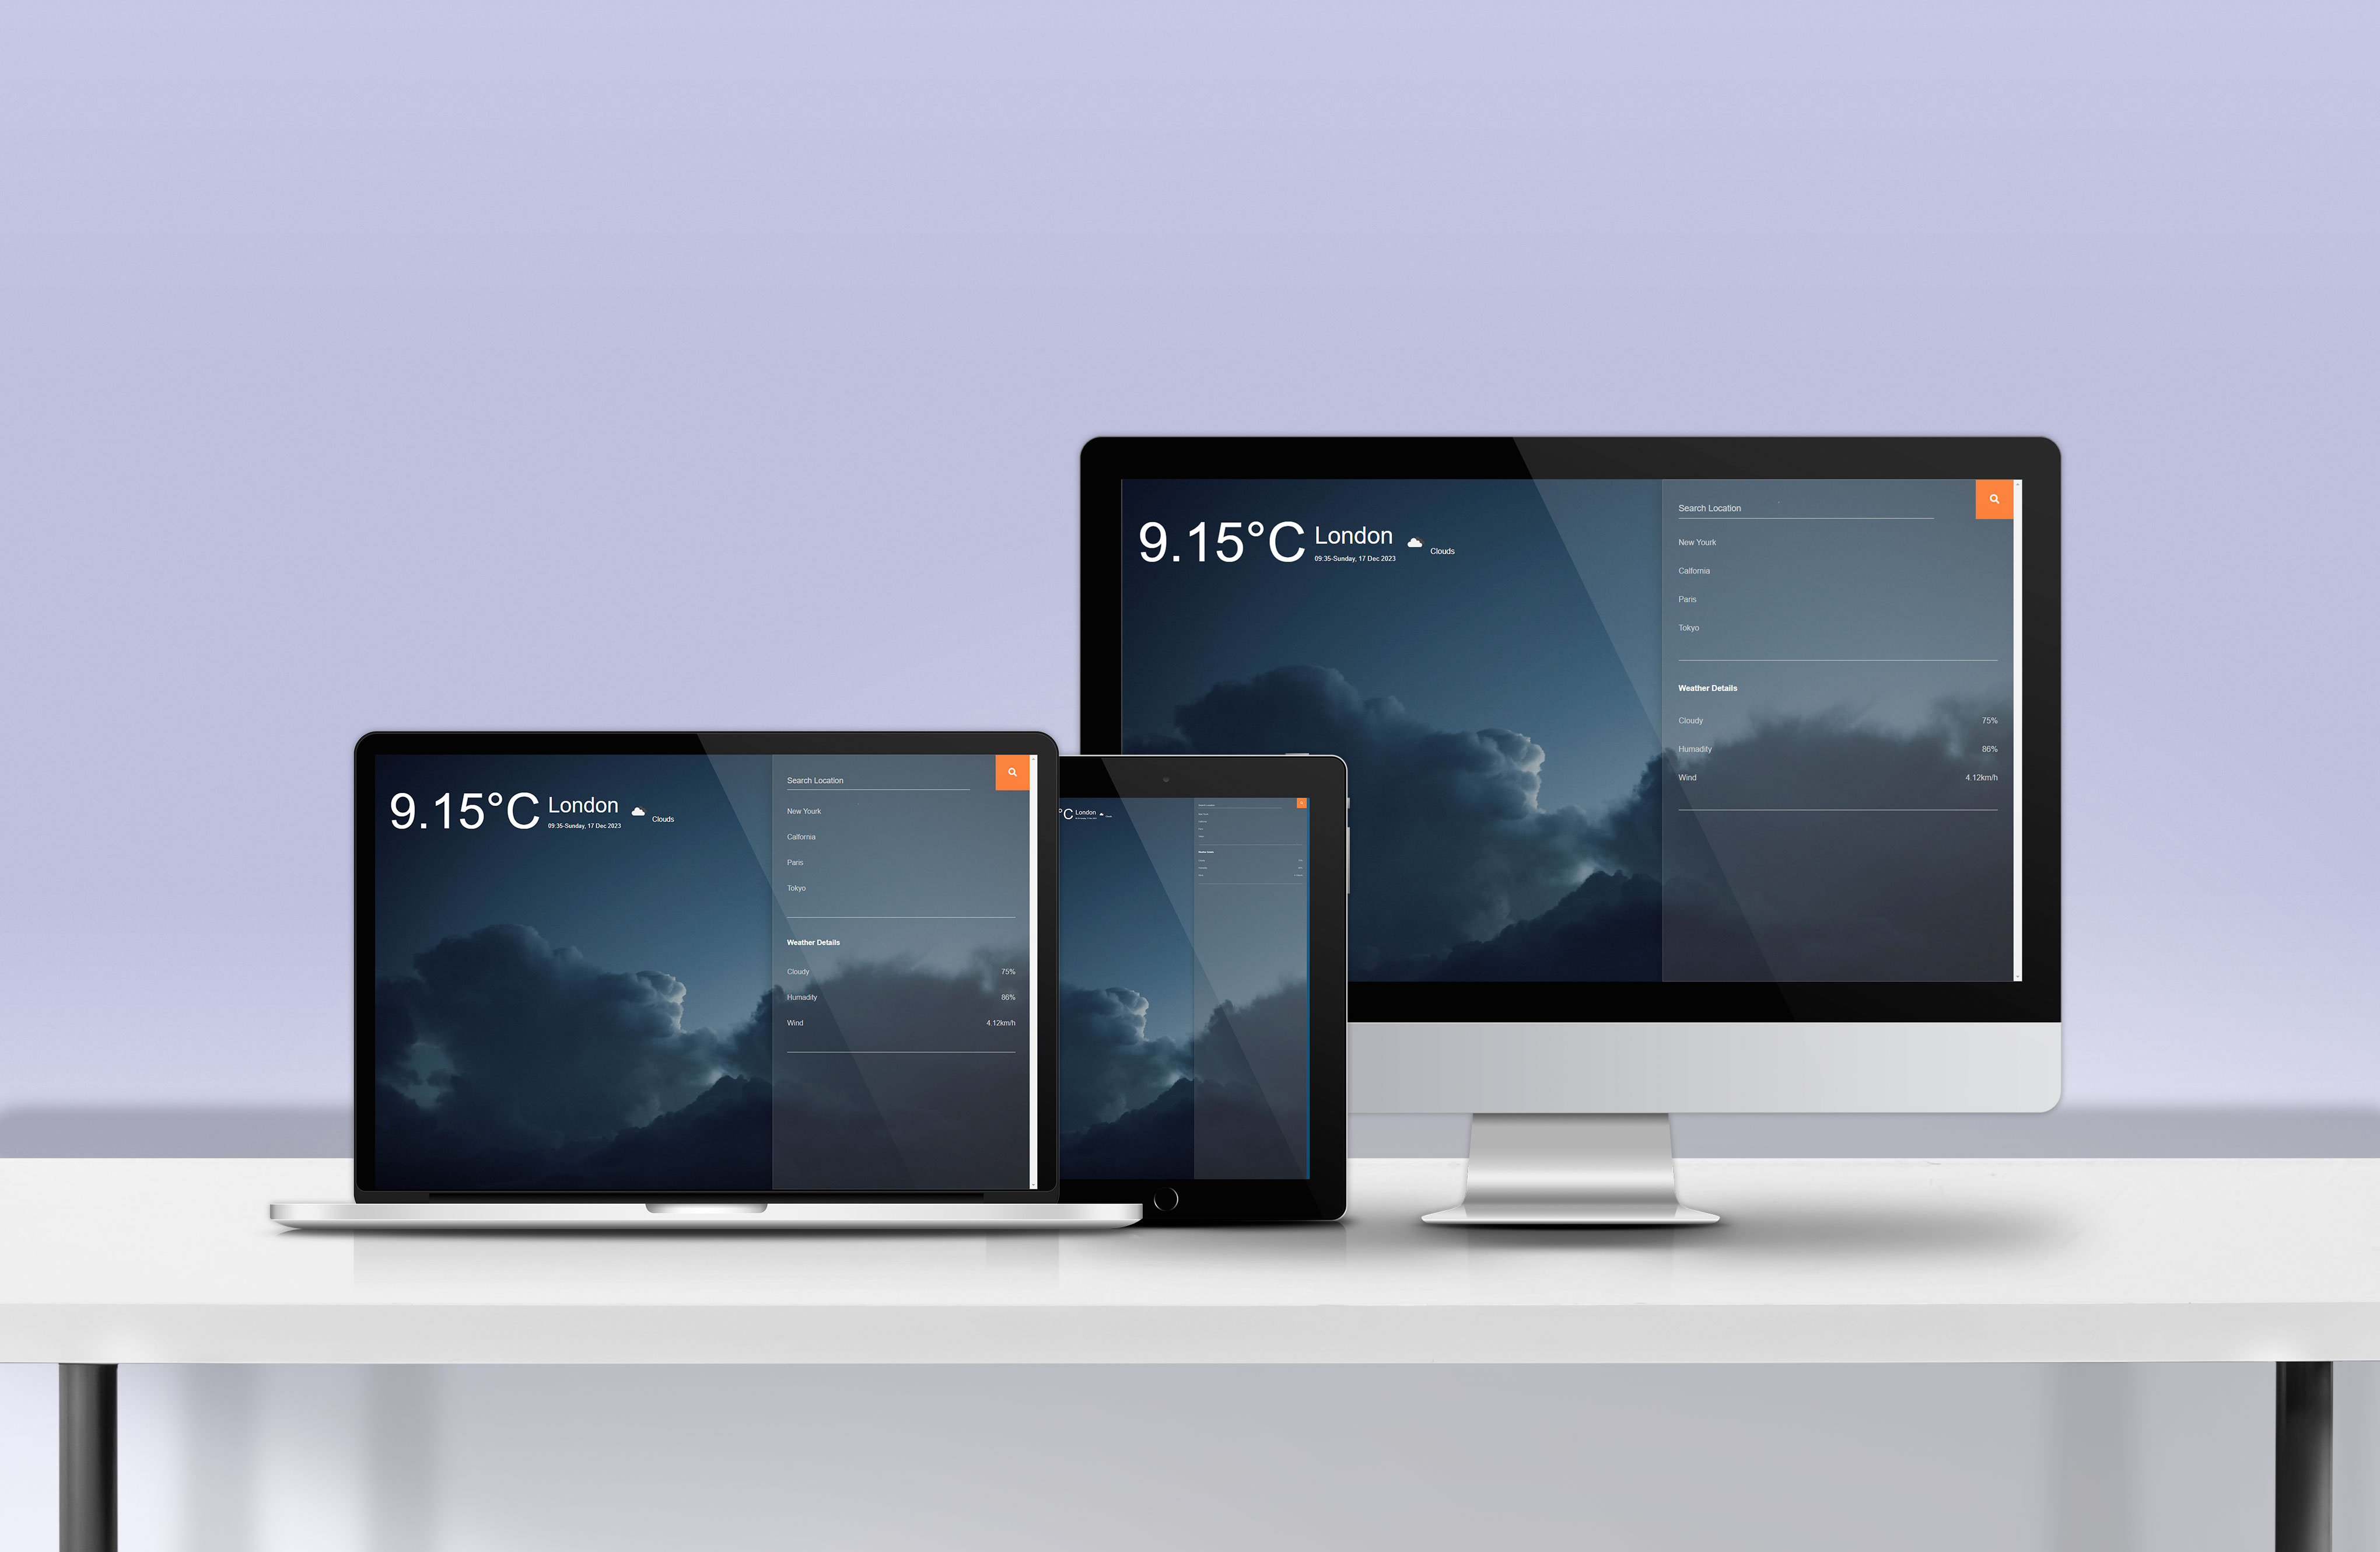 9.15°C London
09:35-Sunday, 17 Dec 2023
Clouds
Search Location
New Yourk
Calfornia
Paris
Tokyo
Weather Details
Cloudy 75%
Humadity 86%
Wind 4.12km/h
°C London
9.15°C London
09:35-Sunday, 17 Dec 2023
Clouds
Search Location
New Yourk
Calfornia
Paris
Tokyo
Weather Details
Cloudy 75%
Humadity 86%
Wind 4.12km/h